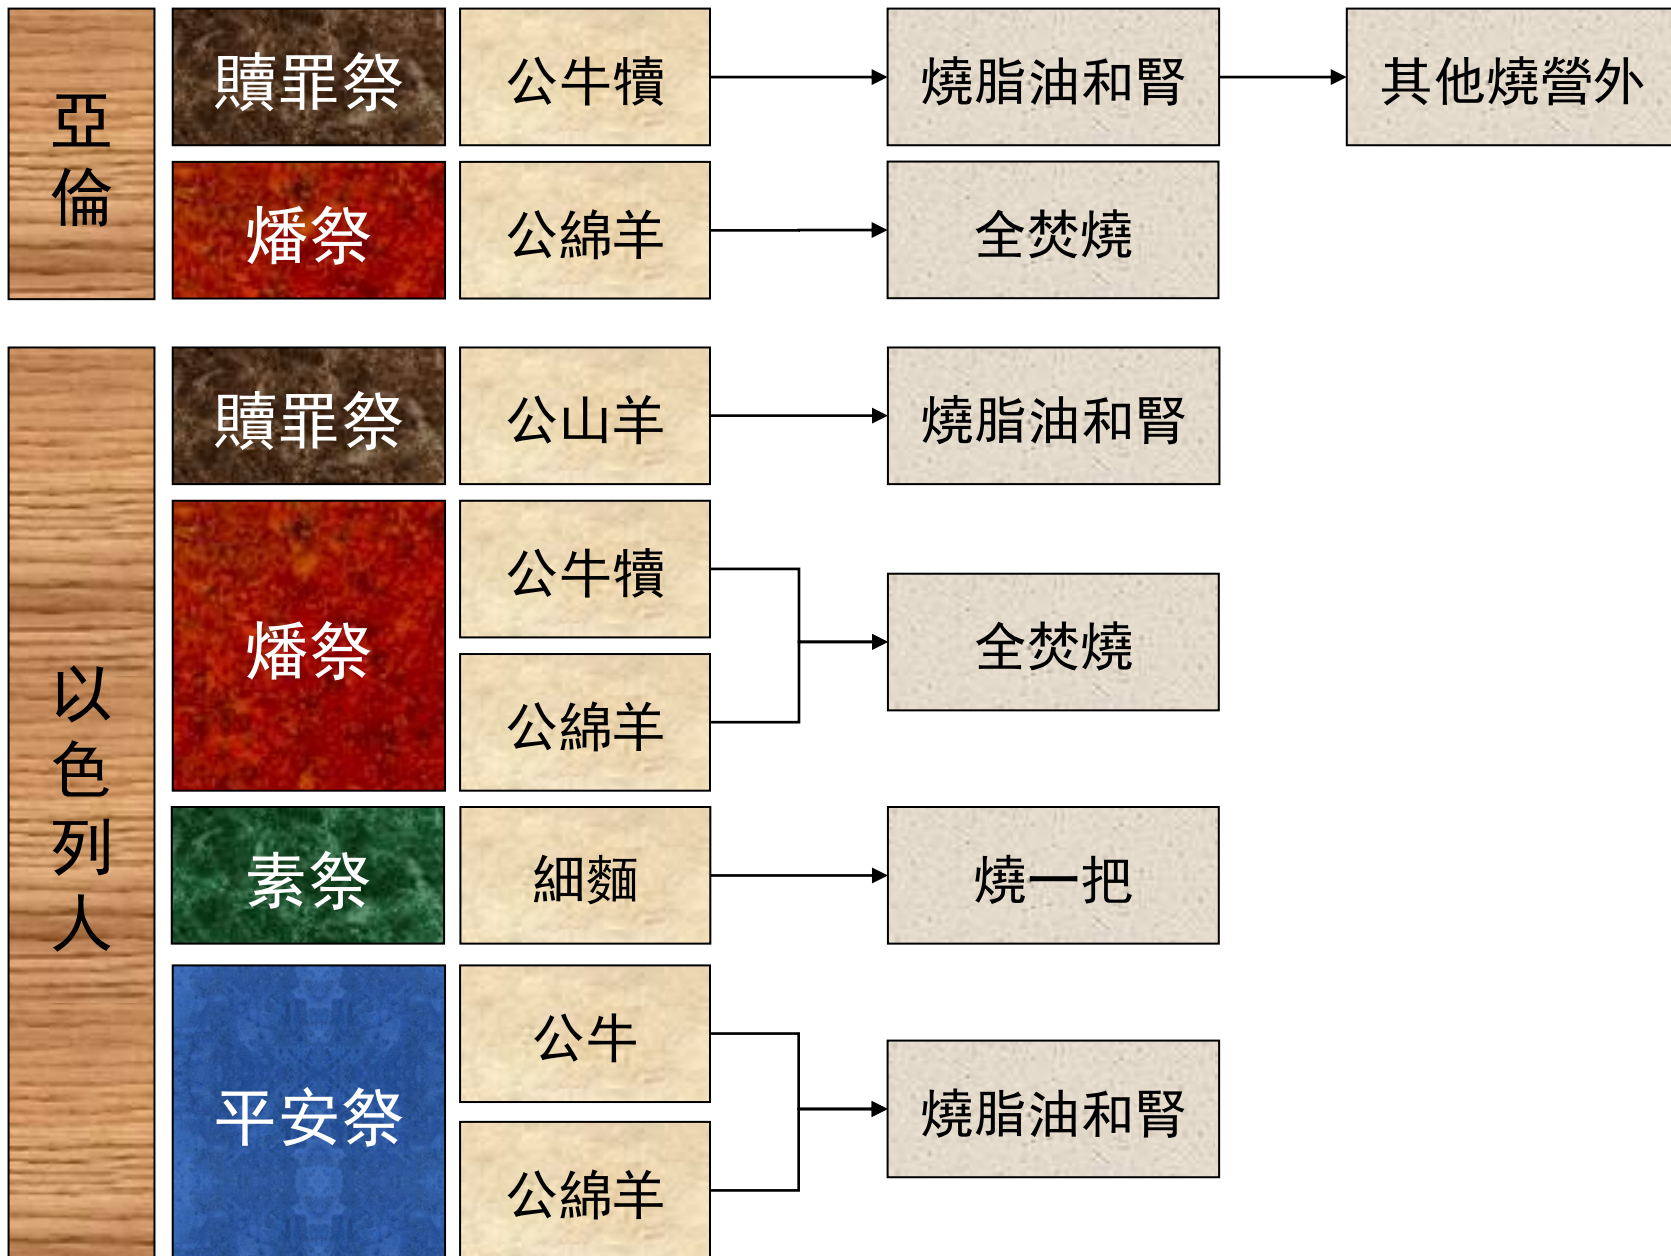 亞倫
贖罪祭
公牛犢
燒脂油和腎
其他燒營外
燔祭
公綿羊
全焚燒
以色列人
贖罪祭
公山羊
燒脂油和腎
燔祭
公牛犢
公綿羊
全焚燒
素祭
細麵
燒一把
平安祭
公牛
公綿羊
燒脂油和腎